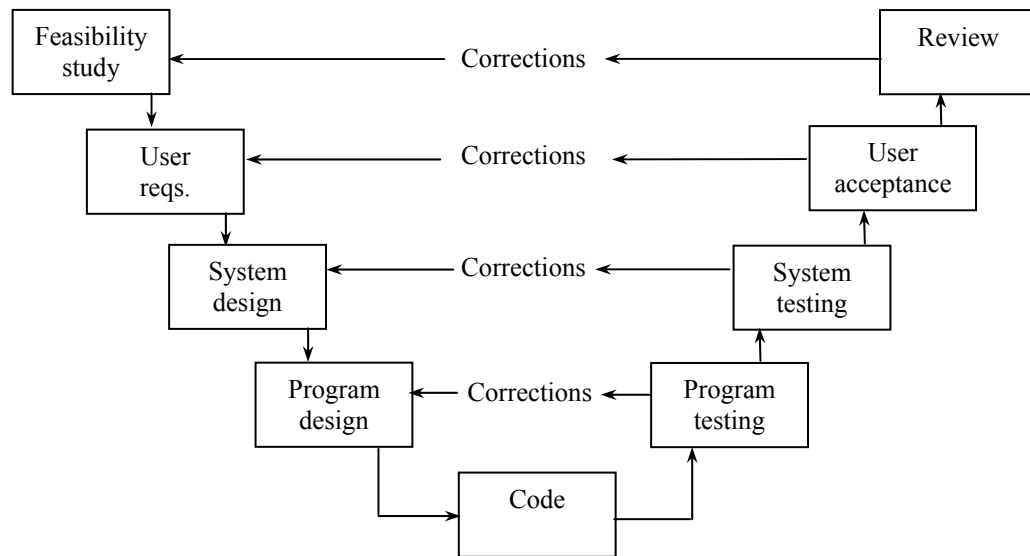 Feasibility
study
Corrections
Review
User
reqs.
Corrections
User
acceptance
System
design
Corrections
System
testing
Program
design
Corrections
Program
testing
Code